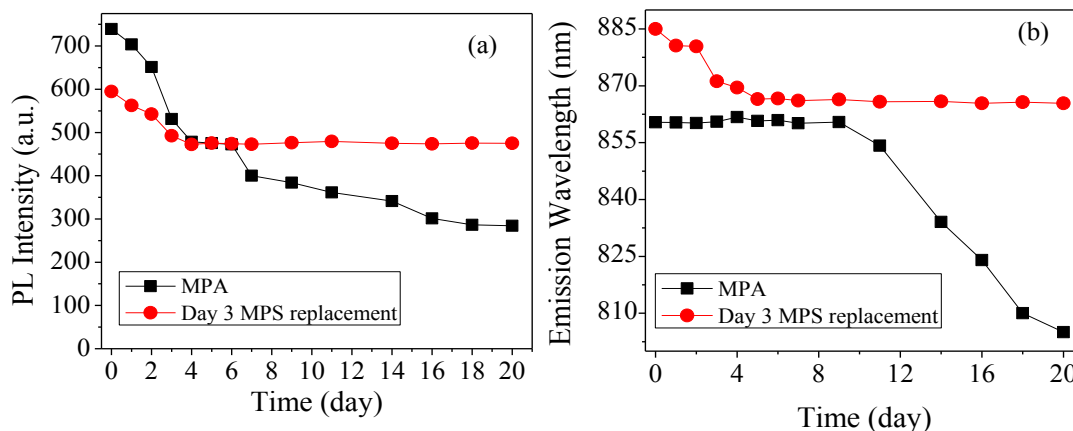 700
600
500
400
300
200
100
0
PL Intensity (a.u.)
(a)
MPA
Day 3 MPS replacement
0 2 4 6 8 10 12 14 16 18 20
Time (day)
885
870
855
840
825
810
Emission Wavelength (nm)
(b)
MPA
Day 3 MPS replacement
0 4 8 12 16 20
Time (day)